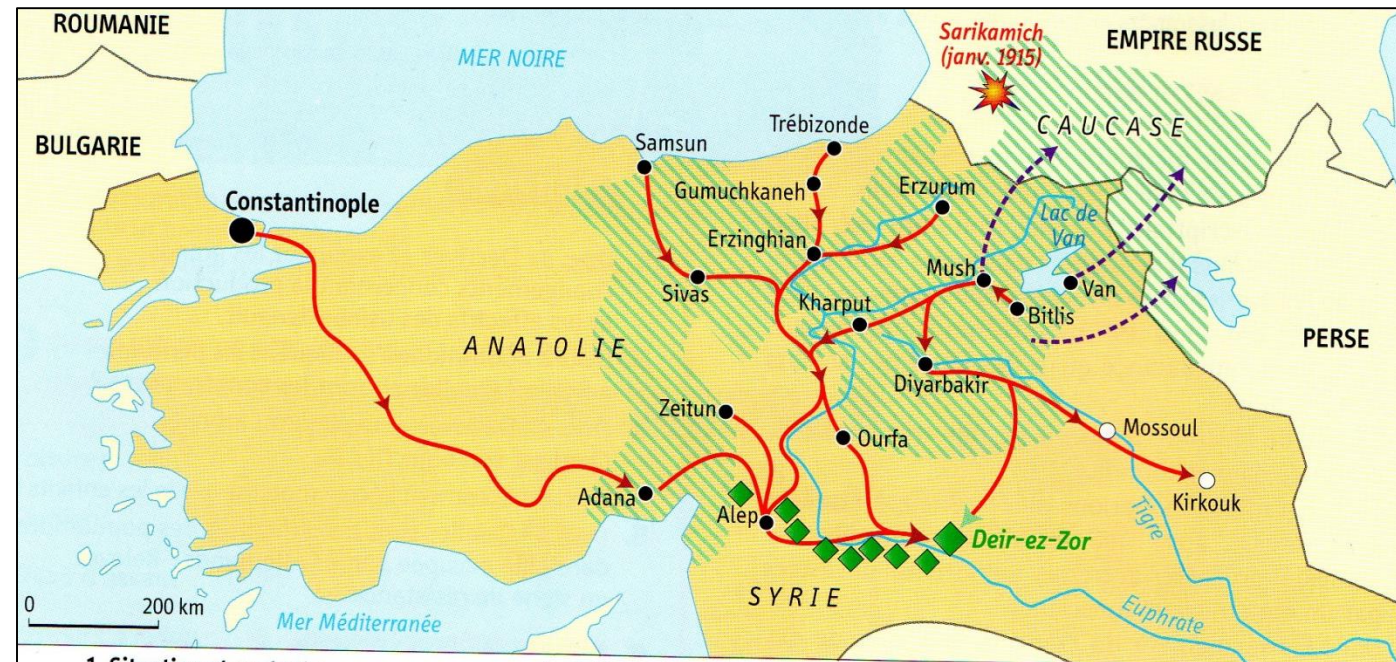 ROUMANIE
MER NOIRE
Sarikamich
(janv. 1915)
EMPIRE RUSSE
CAUCASE
BULGARIE
Samsun
Trébizonde
Constantinople
Gumuchkaneh
Erzurum
Erzinghian
Lac de
Van
Mush
Sivas
Van
Kharput
Bitlis
ANATOLIE
PERSE
Diyarbakir
Zeitun
Ourfa
Mossoul
Adana
Alep
Kirkouk
Tigre
Deir-ez-Zor
SYRIE
0 200 km
Mer Méditerranée
Euphrate